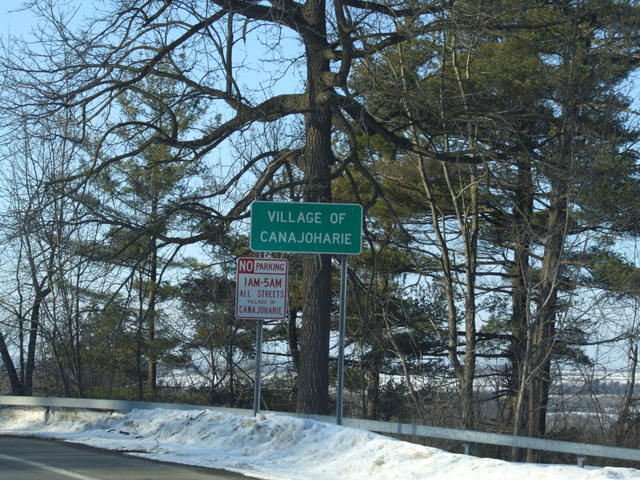 VILLAGE OF
CANAJOHARIE
NO PARKING
1AM-5AM
ALL STREETS
VILLAGE OF
CANAJOHARIE